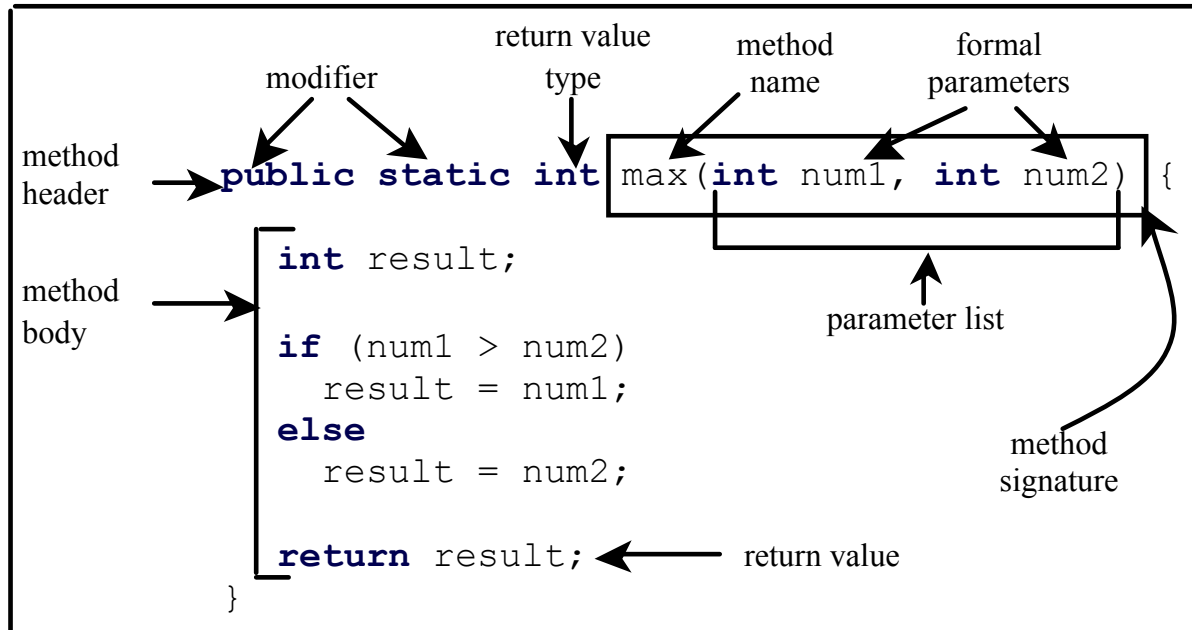 return value
type
method
name
formal
parameters
modifier
method
header
public static int max(int num1, int num2) {
int result;
method
body
parameter list
if (num1 > num2)
result = num1;
else
result = num2;
method
signature
return result;
return value
}